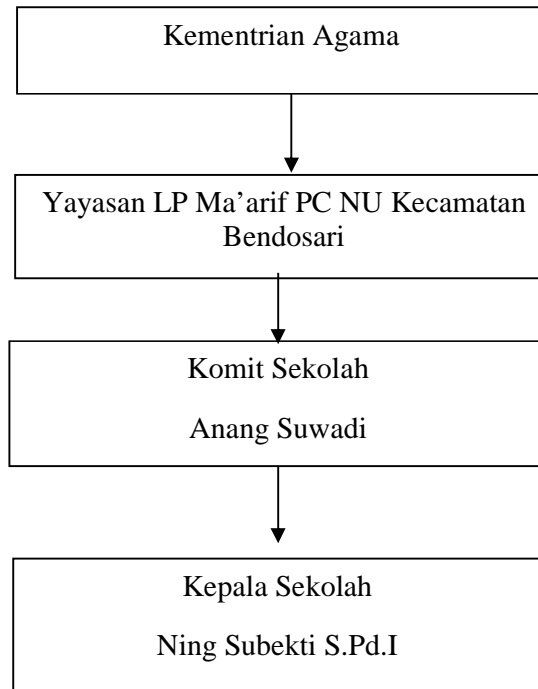 Kementrian Agama
Yayasan LP Ma’arif PC NU Kecamatan
Bendosari
Komit Sekolah
Anang Suwadi
Kepala Sekolah
Ning Subekti S.Pd.I